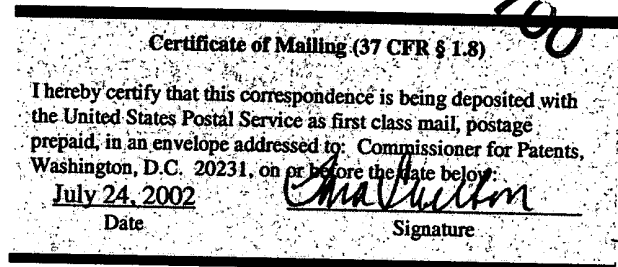 Certificate of Mailing (37 CFR § 1.8)
I hereby certify that this correspondence is being deposited with
the United States Postal Service as first class mail, postage
prepaid, in an envelope addressed to: Commissioner for Patents,
Washington, D.C. 20231, on or before the date below:
July 24, 2002
Date Signature